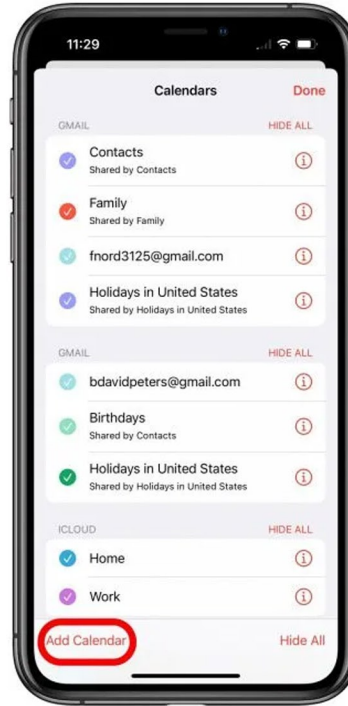 11:29
Calendars
Done
GMAIL
HIDE ALL
Contacts
Shared by Contacts
Family
Shared by Family
fnord3125@gmail.com
Holidays in United States
Shared by Holidays in United States
GMAIL
HIDE ALL
bdavidpeters@gmail.com
Birthdays
Shared by Contacts
Holidays in United States
Shared by Holidays in United States
ICLOUD
HIDE ALL
Home
Work
Add Calendar
Hide All